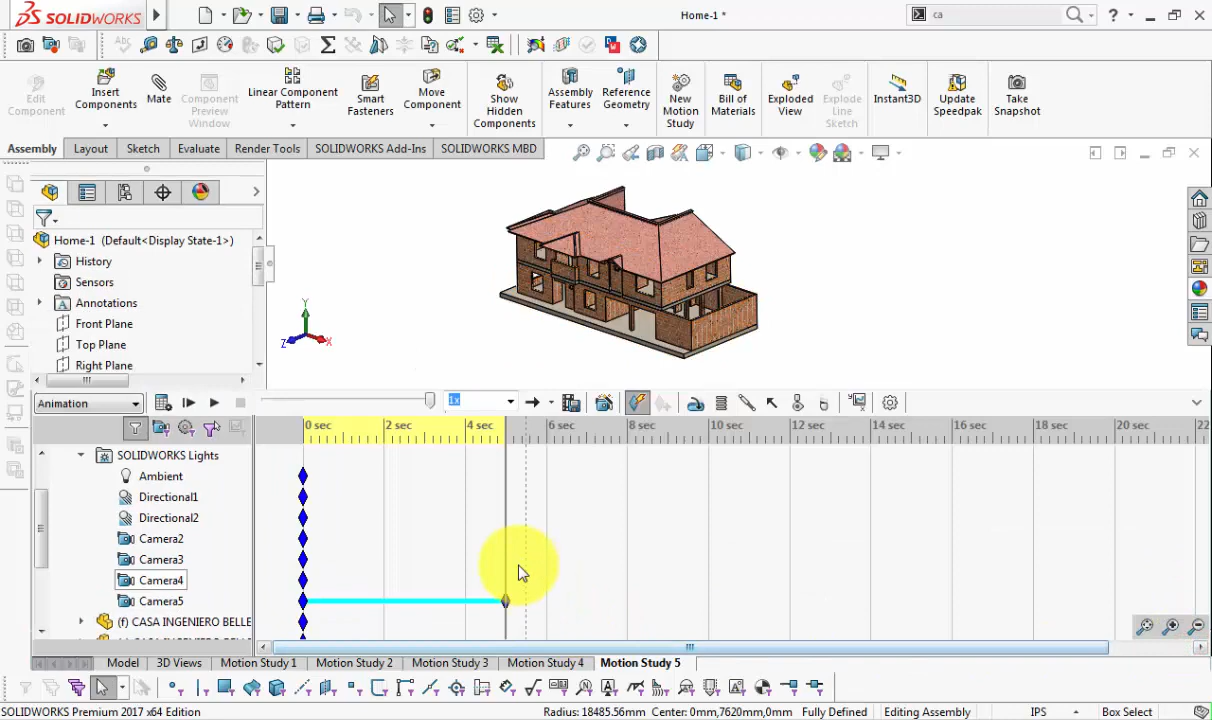 SOLIDWORKS
Home-1 *
ca
Edit Component
Insert Components
Mate
Component Preview Window
Linear Component Pattern
Smart Fasteners
Move Component
Show Hidden Components
Assembly Features
Reference Geometry
New Motion Study
Bill of Materials
Exploded View
Explode Line Sketch
Instant3D
Update Speedpak
Take Snapshot
Assembly
Layout
Sketch
Evaluate
Render Tools
SOLIDWORKS Add-Ins
SOLIDWORKS MBD
Home-1 (Default<Display State-1>)
History
Sensors
Annotations
Front Plane
Top Plane
Right Plane
Y
Z
X
Animation
1x
0 sec
2 sec
4 sec
6 sec
8 sec
10 sec
12 sec
14 sec
16 sec
18 sec
20 sec
22
SOLIDWORKS Lights
Ambient
Directional1
Directional2
Camera2
Camera3
Camera4
Camera5
(f) CASA INGENIERO BELLE
Model
3D Views
Motion Study 1
Motion Study 2
Motion Study 3
Motion Study 4
Motion Study 5
SOLIDWORKS Premium 2017 x64 Edition
Radius: 18485.56mm Center: 0mm,7620mm,0mm
Fully Defined
Editing Assembly
IPS
Box Select